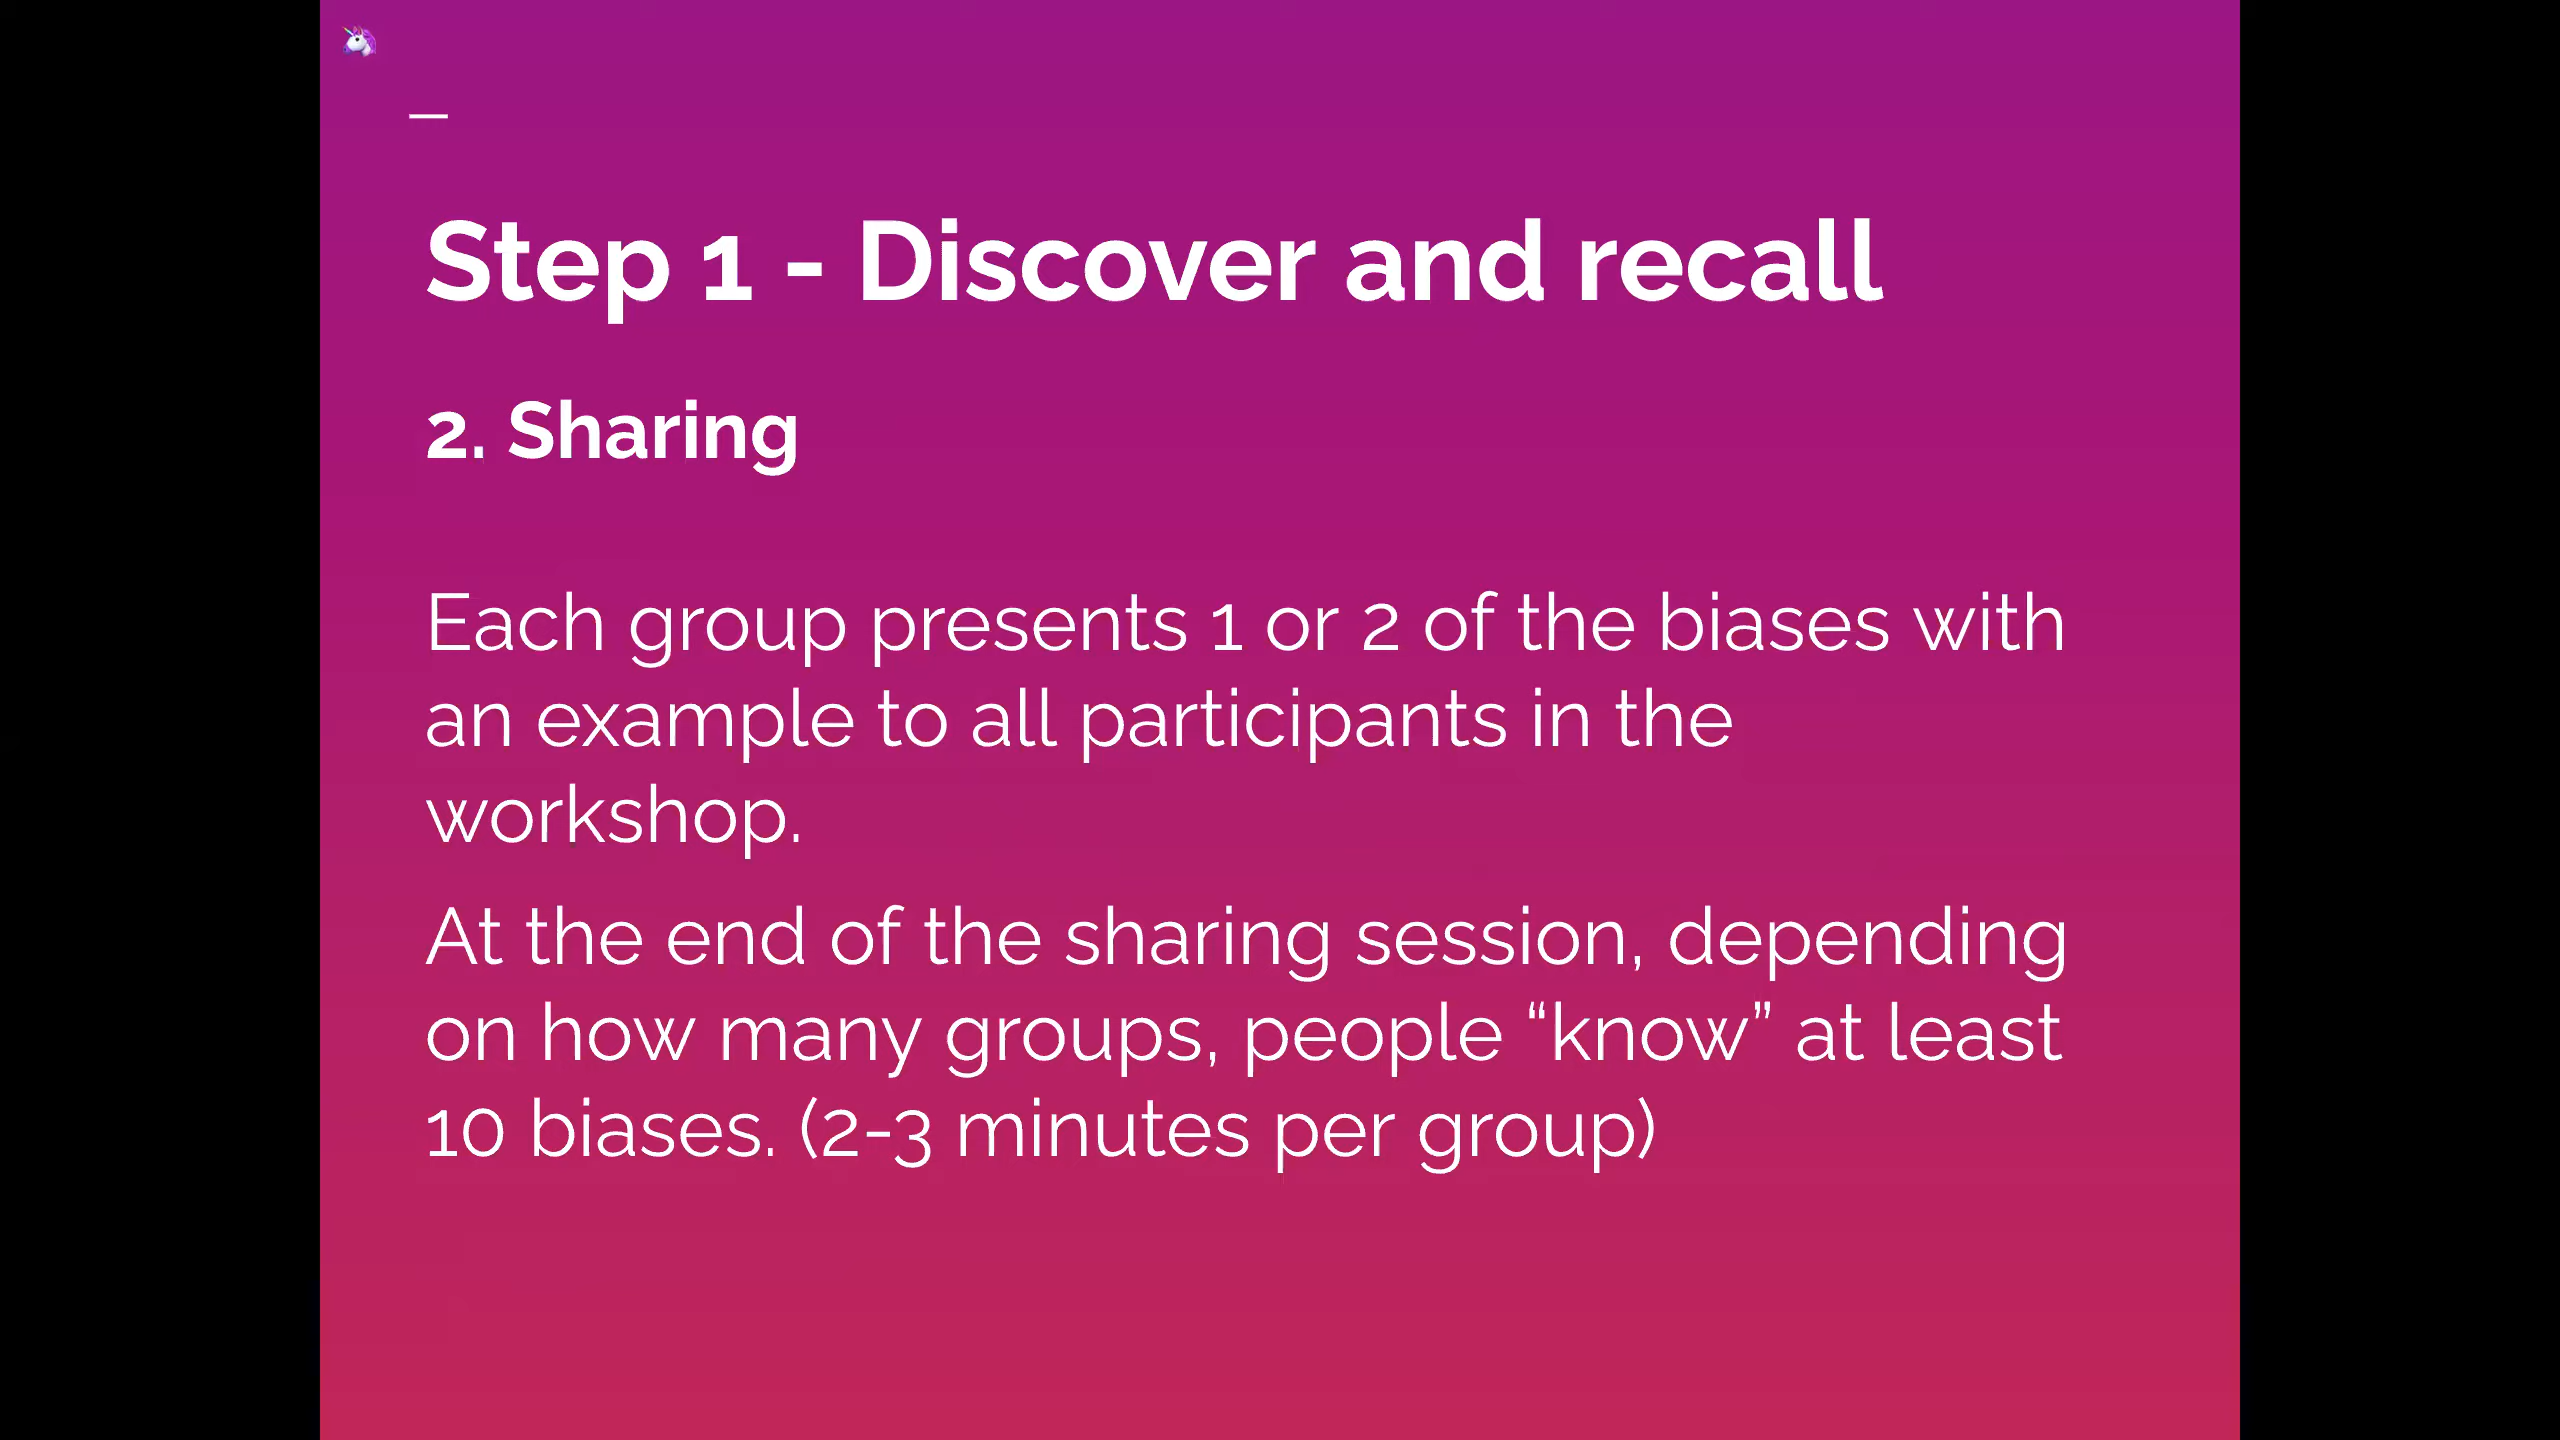 Step 1 - Discover and recall
2. Sharing
Each group presents 1 or 2 of the biases with
an example to all participants in the
workshop.
At the end of the sharing session, depending
on how many groups, people “know” at least
10 biases. (2-3 minutes per group)